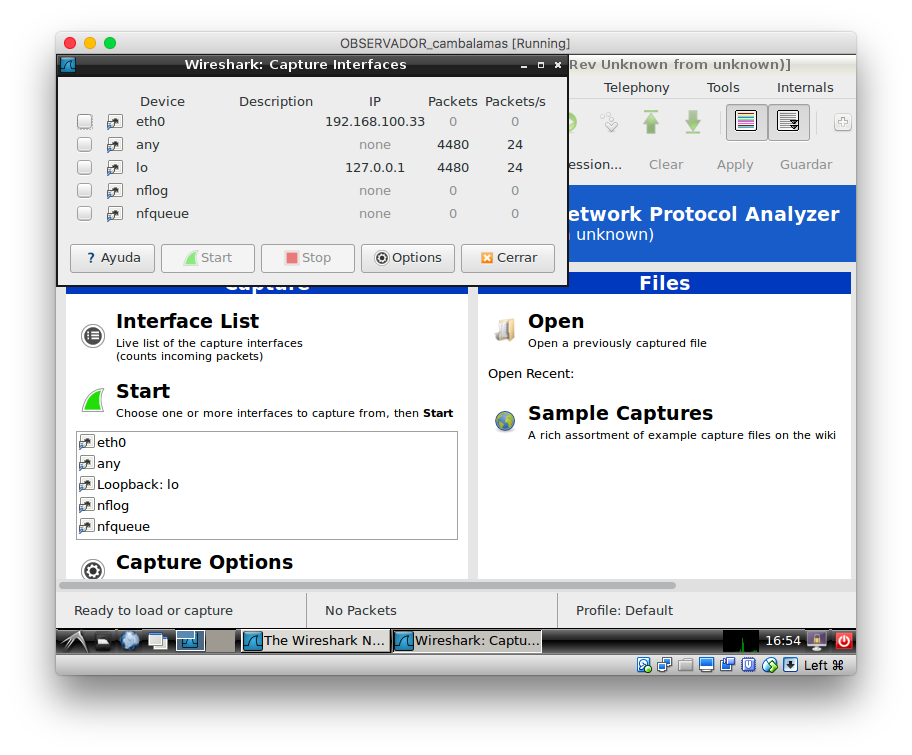 OBSERVADOR_cambalamas [Running]
Wireshark: Capture Interfaces
Rev Unknown from unknown)]
Device Description IP Packets Packets/s
eth0 192.168.100.33 0 0
any none 4480 24
lo 127.0.0.1 4480 24
nflog none 0 0
nfqueue none 0 0
? Ayuda Start Stop Options Cerrar
Telephony Tools Internals
ession... Clear Apply Guardar
etwork Protocol Analyzer
unknown)
Capture
Interface List
Live list of the capture interfaces
(counts incoming packets)
Start
Choose one or more interfaces to capture from, then Start
eth0
any
Loopback: lo
nflog
nfqueue
Capture Options
Files
Open
Open a previously captured file
Open Recent:
Sample Captures
A rich assortment of example capture files on the wiki
Ready to load or capture No Packets Profile: Default
The Wireshark N... Wireshark: Captu... 16:54
Left ⌘